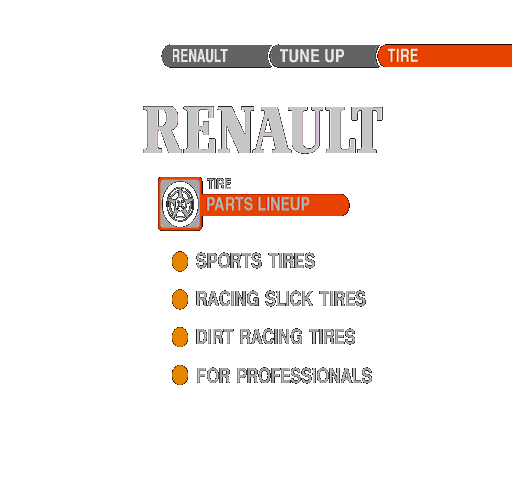 RENAULT TUNE UP TIRE
RENAULT
TIRE
PARTS LINEUP
SPORTS TIRES
RACING SLICK TIRES
DIRT RACING TIRES
FOR PROFESSIONALS